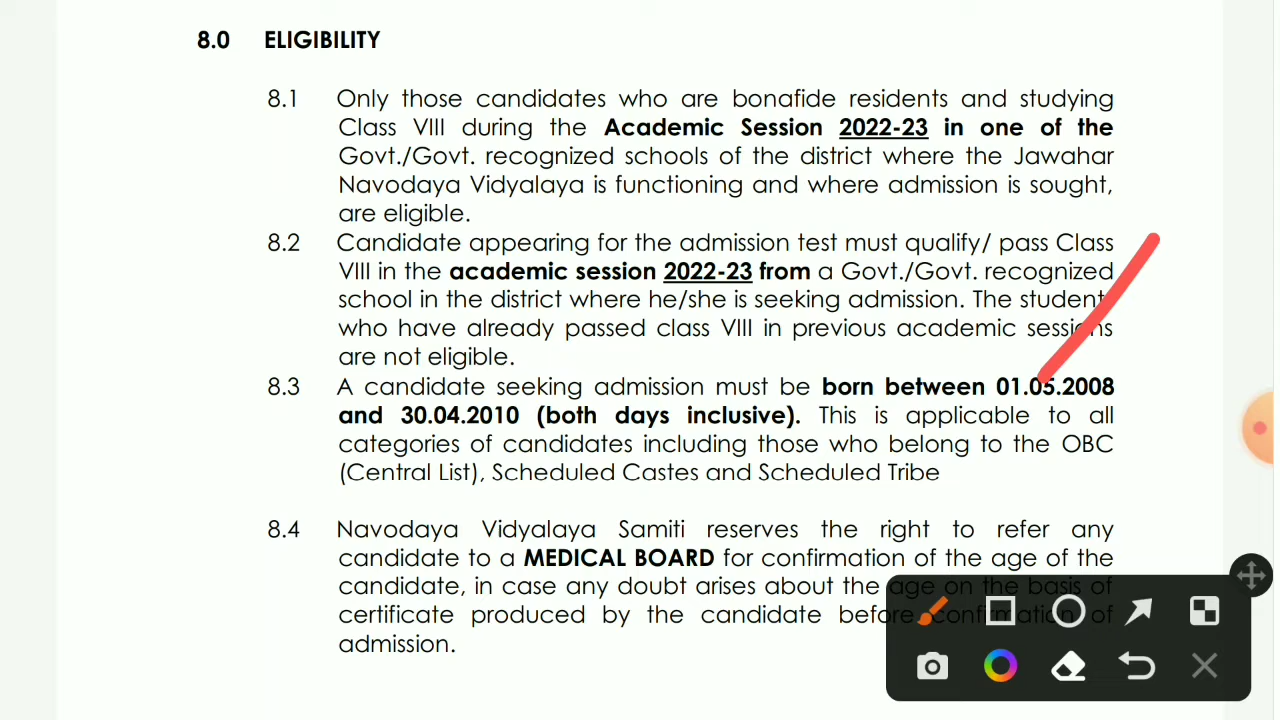 8.0 ELIGIBILITY
8.1 Only those candidates who are bonafide residents and studying
Class VIII during the Academic Session 2022-23 in one of the
Govt./Govt. recognized schools of the district where the Jawahar
Navodaya Vidyalaya is functioning and where admission is sought,
are eligible.
8.2 Candidate appearing for the admission test must qualify/ pass Class
VIII in the academic session 2022-23 from a Govt./Govt. recognized
school in the district where he/she is seeking admission. The students
who have already passed class VIII in previous academic sessions
are not eligible.
8.3 A candidate seeking admission must be born between 01.05.2008
and 30.04.2010 (both days inclusive). This is applicable to all
categories of candidates including those who belong to the OBC
(Central List), Scheduled Castes and Scheduled Tribe
8.4 Navodaya Vidyalaya Samiti reserves the right to refer any
candidate to a MEDICAL BOARD for confirmation of the age of the
candidate, in case any doubt arises about the age on the basis of
certificate produced by the candidate before confirmation of
admission.